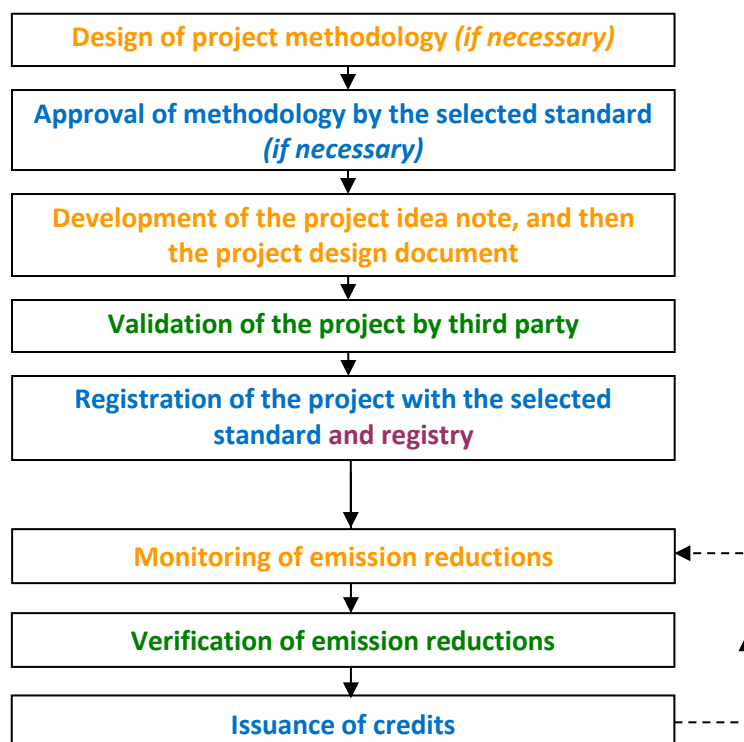 Design of project methodology (if necessary)
Approval of methodology by the selected standard
(if necessary)
Development of the project idea note, and then
the project design document
Validation of the project by third party
Registration of the project with the selected
standard and registry
Monitoring of emission reductions
Verification of emission reductions
Issuance of credits